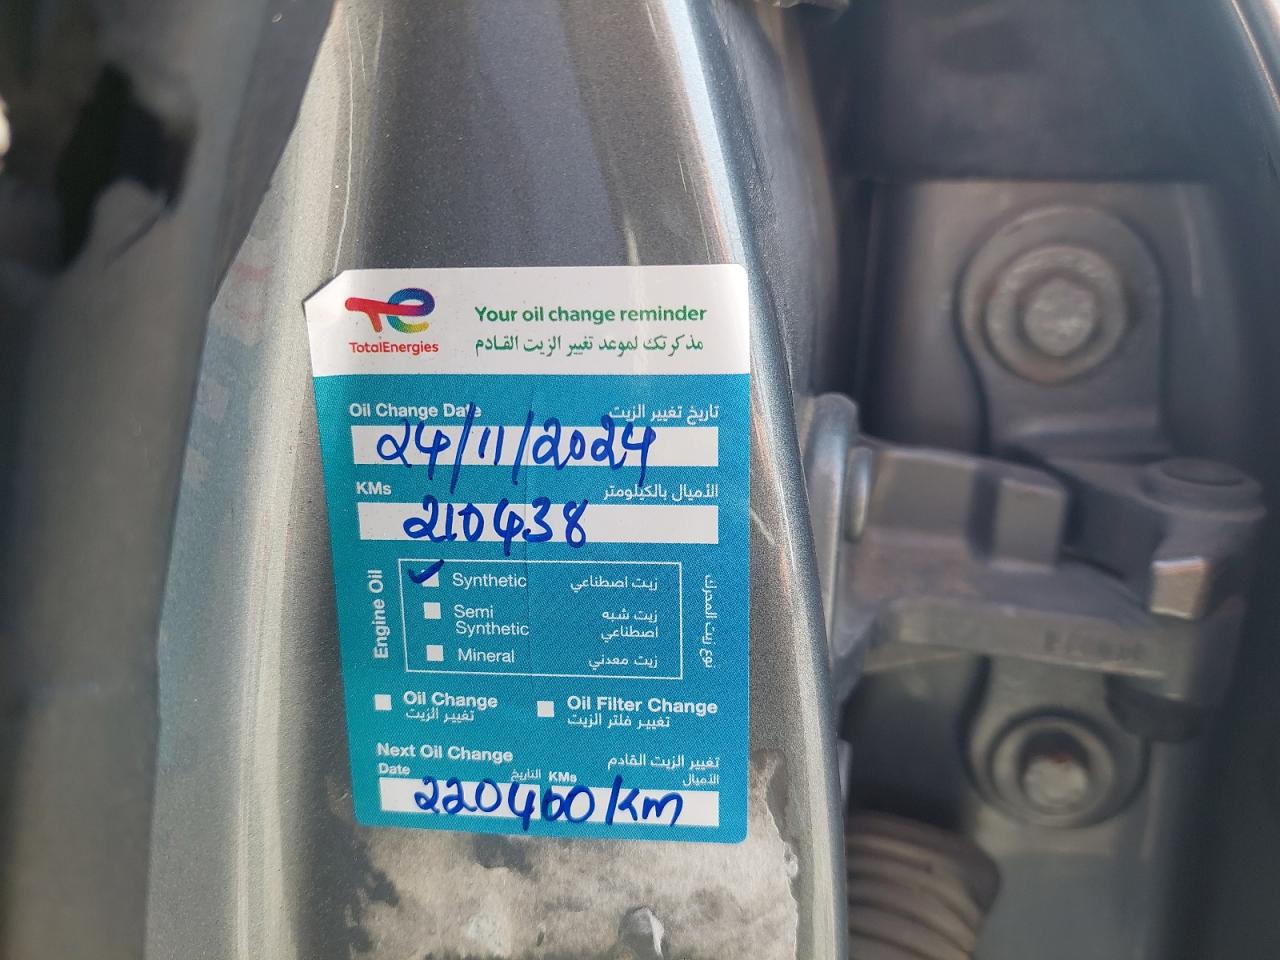 TotalEnergies
Your oil change reminder
مذكرتك لموعد تغيير الزيت القادم
Oil Change Date تاريخ تغيير الزيت
24/11/2024
KMs الأميال بالكيلومتر
210438
Engine Oil
Synthetic زيت اصطناعي
Semi Synthetic زيت شبه اصطناعي
Mineral زيت معدني
نوع زيت المحرك
Oil Change Oil Filter Change
تغيير الزيت تغيير فلتر الزيت
Next Oil Change تغيير الزيت القادم
Date التاريخ KMs الأميال
220400/Km